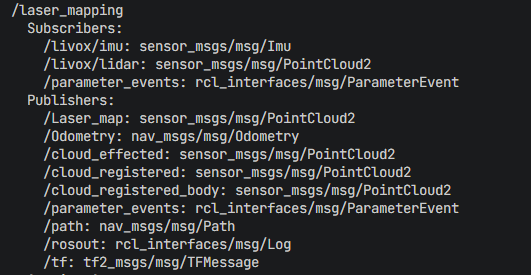 /laser_mapping
  Subscribers:
    /livox/imu: sensor_msgs/msg/Imu
    /livox/lidar: sensor_msgs/msg/PointCloud2
    /parameter_events: rcl_interfaces/msg/ParameterEvent
  Publishers:
    /Laser_map: sensor_msgs/msg/PointCloud2
    /Odometry: nav_msgs/msg/Odometry
    /cloud_effected: sensor_msgs/msg/PointCloud2
    /cloud_registered: sensor_msgs/msg/PointCloud2
    /cloud_registered_body: sensor_msgs/msg/PointCloud2
    /parameter_events: rcl_interfaces/msg/ParameterEvent
    /path: nav_msgs/msg/Path
    /rosout: rcl_interfaces/msg/Log
    /tf: tf2_msgs/msg/TFMessage